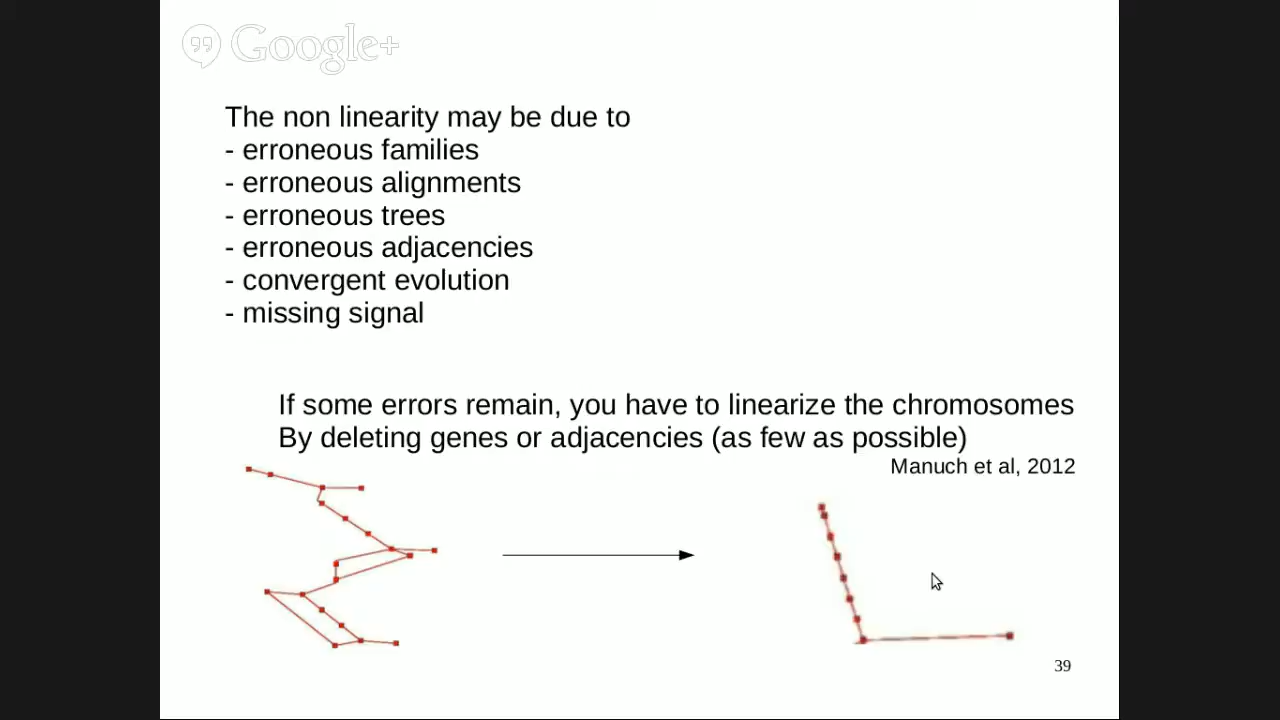 Google+
The non linearity may be due to
- erroneous families
- erroneous alignments
- erroneous trees
- erroneous adjacencies
- convergent evolution
- missing signal
If some errors remain, you have to linearize the chromosomes
By deleting genes or adjacencies (as few as possible)
Manuch et al, 2012
39